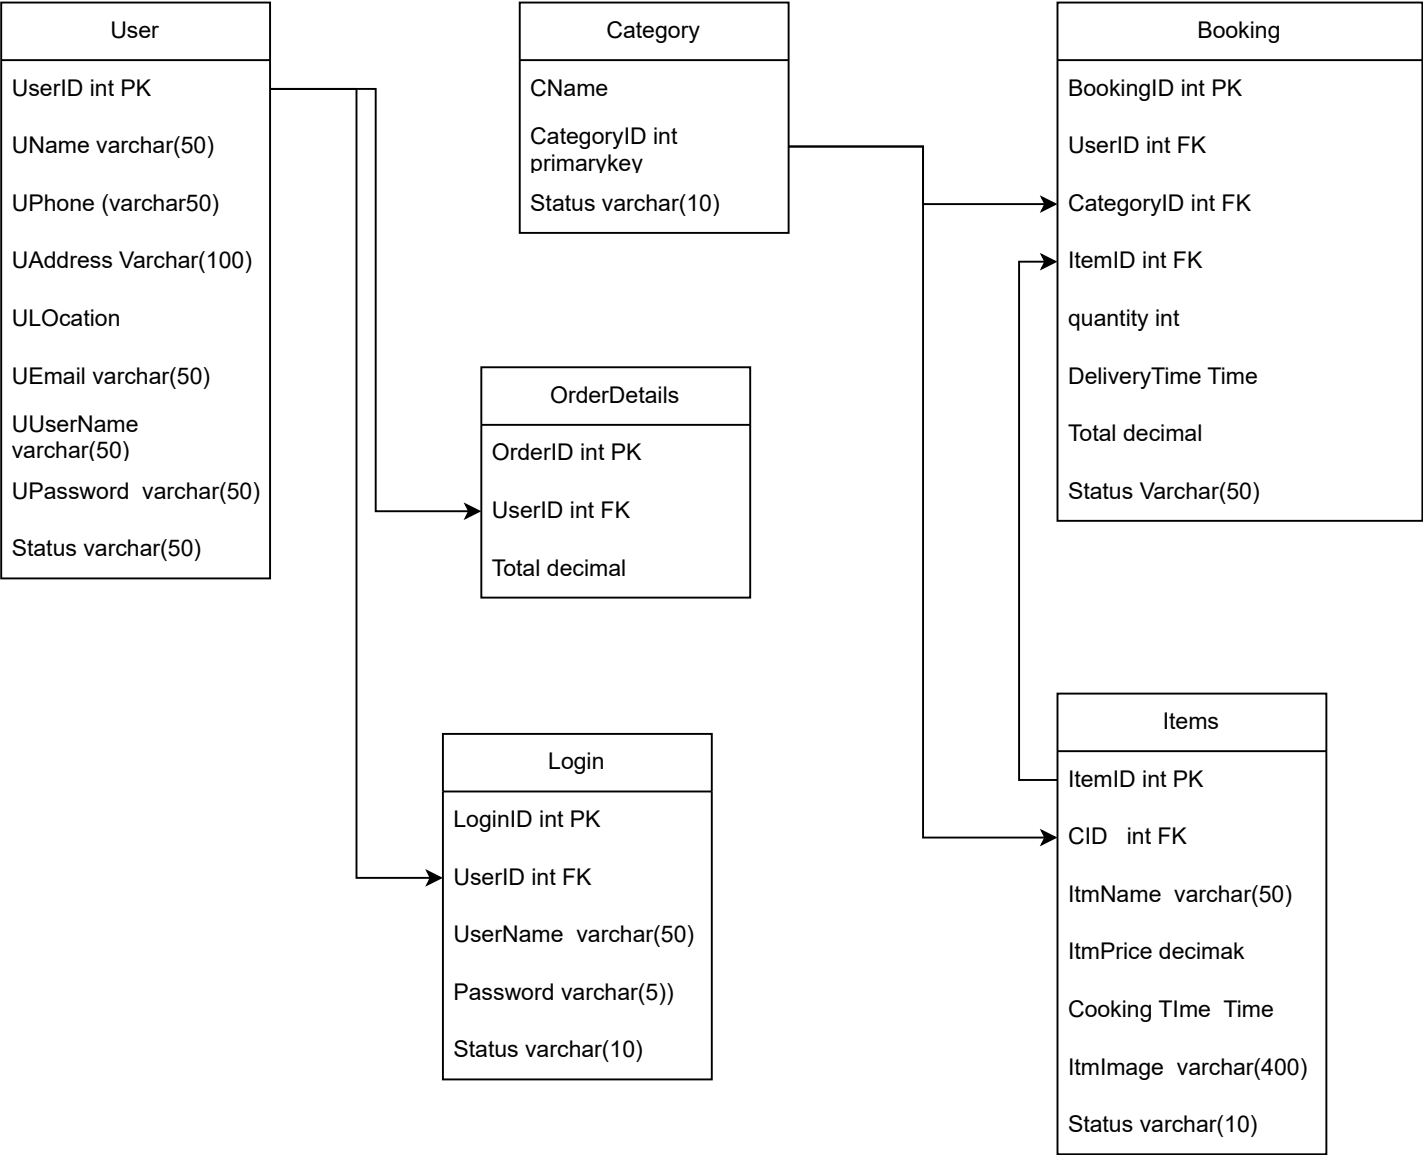 User
UserID int PK
UName varchar(50)
UPhone (varchar50)
UAddress Varchar(100)
ULOcation
UEmail varchar(50)
UUserName
varchar(50)
UPassword  varchar(50)
Status varchar(50)
Category
CName
CategoryID int
primarykey
Status varchar(10)
Booking
BookingID int PK
UserID int FK
CategoryID int FK
ItemID int FK
quantity int
DeliveryTime Time
Total decimal
Status Varchar(50)
OrderDetails
OrderID int PK
UserID int FK
Total decimal
Login
LoginID int PK
UserID int FK
UserName  varchar(50)
Password varchar(5))
Status varchar(10)
Items
ItemID int PK
CID   int FK
ItmName  varchar(50)
ItmPrice decimak
Cooking TIme  Time
ItmImage  varchar(400)
Status varchar(10)